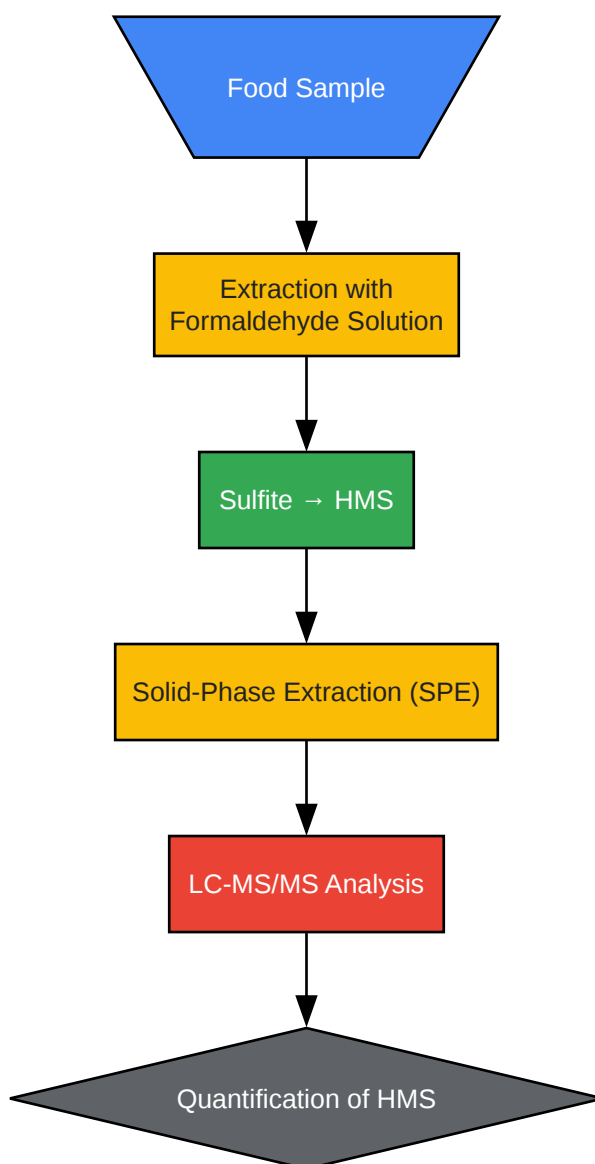 Food Sample
Extraction with
Formaldehyde Solution
Sulfite → HMS
Solid-Phase Extraction (SPE)
LC-MS/MS Analysis
Quantification of HMS